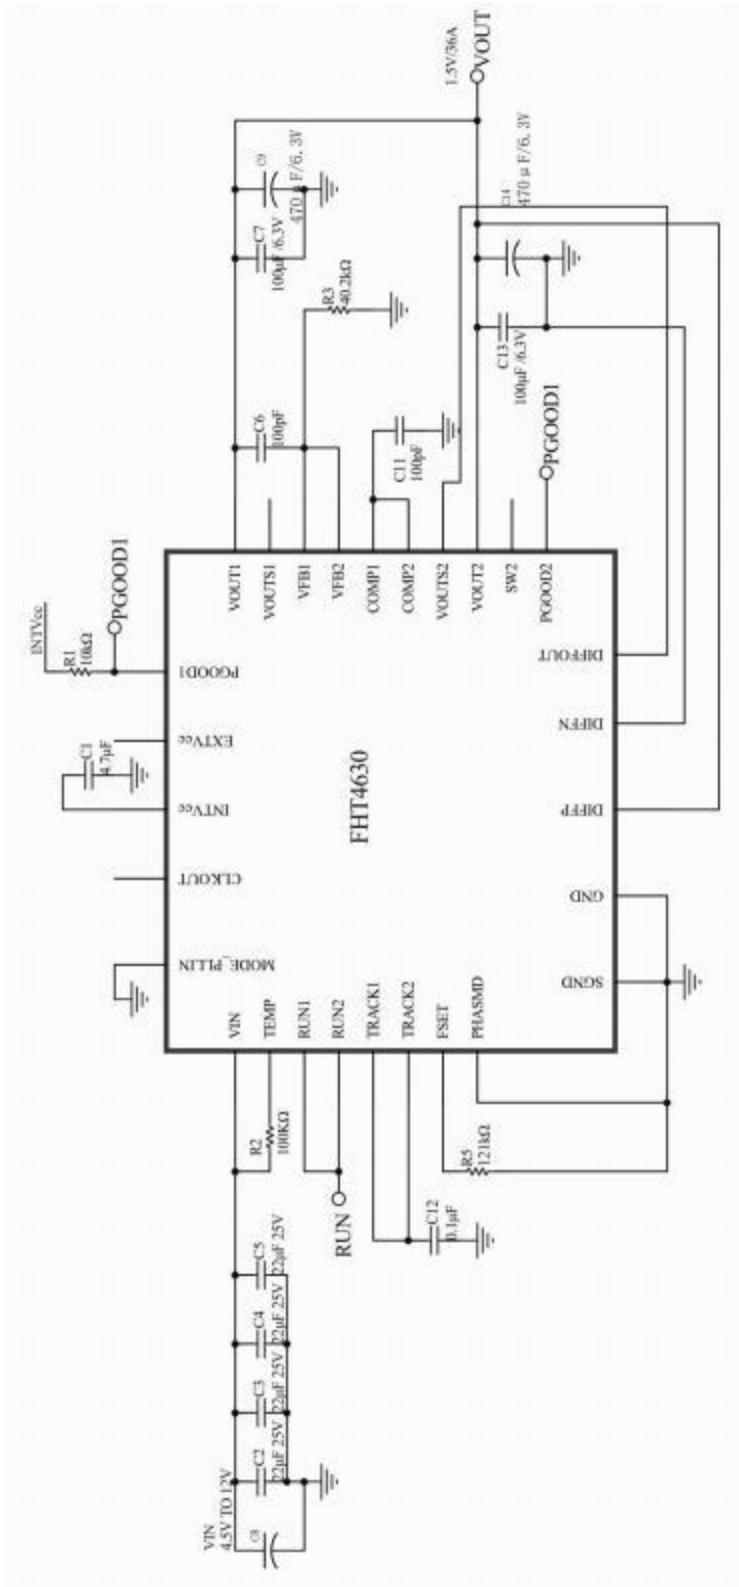 VIN
4.5V TO 12V
C8
C2
22μF 25V
C3
22μF 25V
C4
22μF 25V
C5
22μF 25V
R2
100KΩ
RUN
C12
0.1μF
R5
121kΩ
VIN
TEMP
RUN1
RUN2
TRACK1
TRACK2
FSET
PHASMD
MODE_PLLIN
CLKOUT
INTVcc
EXTVcc
PGOOD1
FHT4630
SGND
GND
DIFFP
DIFFN
DIFFOUT
VOUT1
VOUTS1
VFB1
VFB2
COMP1
COMP2
VOUTS2
VOUT2
SW2
PGOOD2
C1
4.7μF
INTVcc
R1
10kΩ
PGOOD1
C6
100pF
R3
40.2kΩ
C7
100μF/6.3V
C9
470μF/6.3V
C11
100pF
C13
100μF/6.3V
C14
470μF/6.3V
PGOOD1
1.5V/36A
VOUT